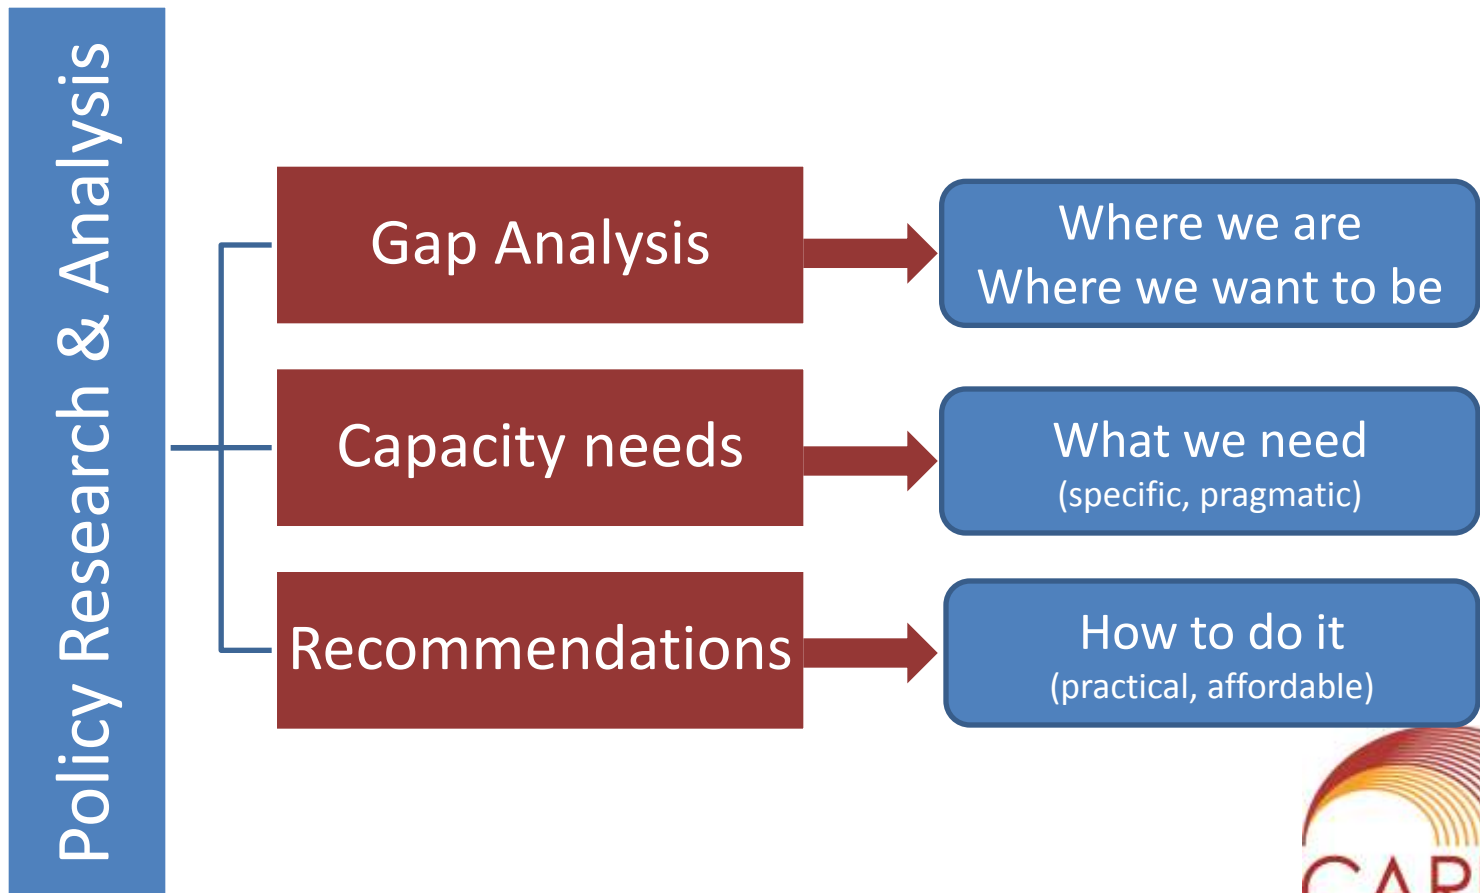 Policy Research & Analysis
Gap Analysis
Where we are
Where we want to be
Capacity needs
What we need
(specific, pragmatic)
Recommendations
How to do it
(practical, affordable)